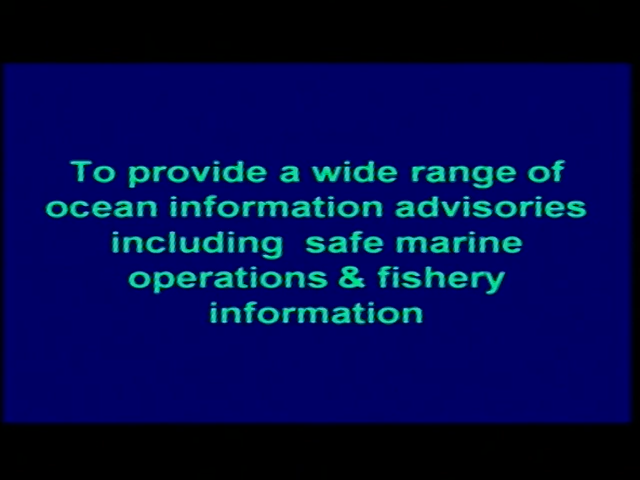 To provide a wide range of
ocean information advisories
including safe marine
operations & fishery
information